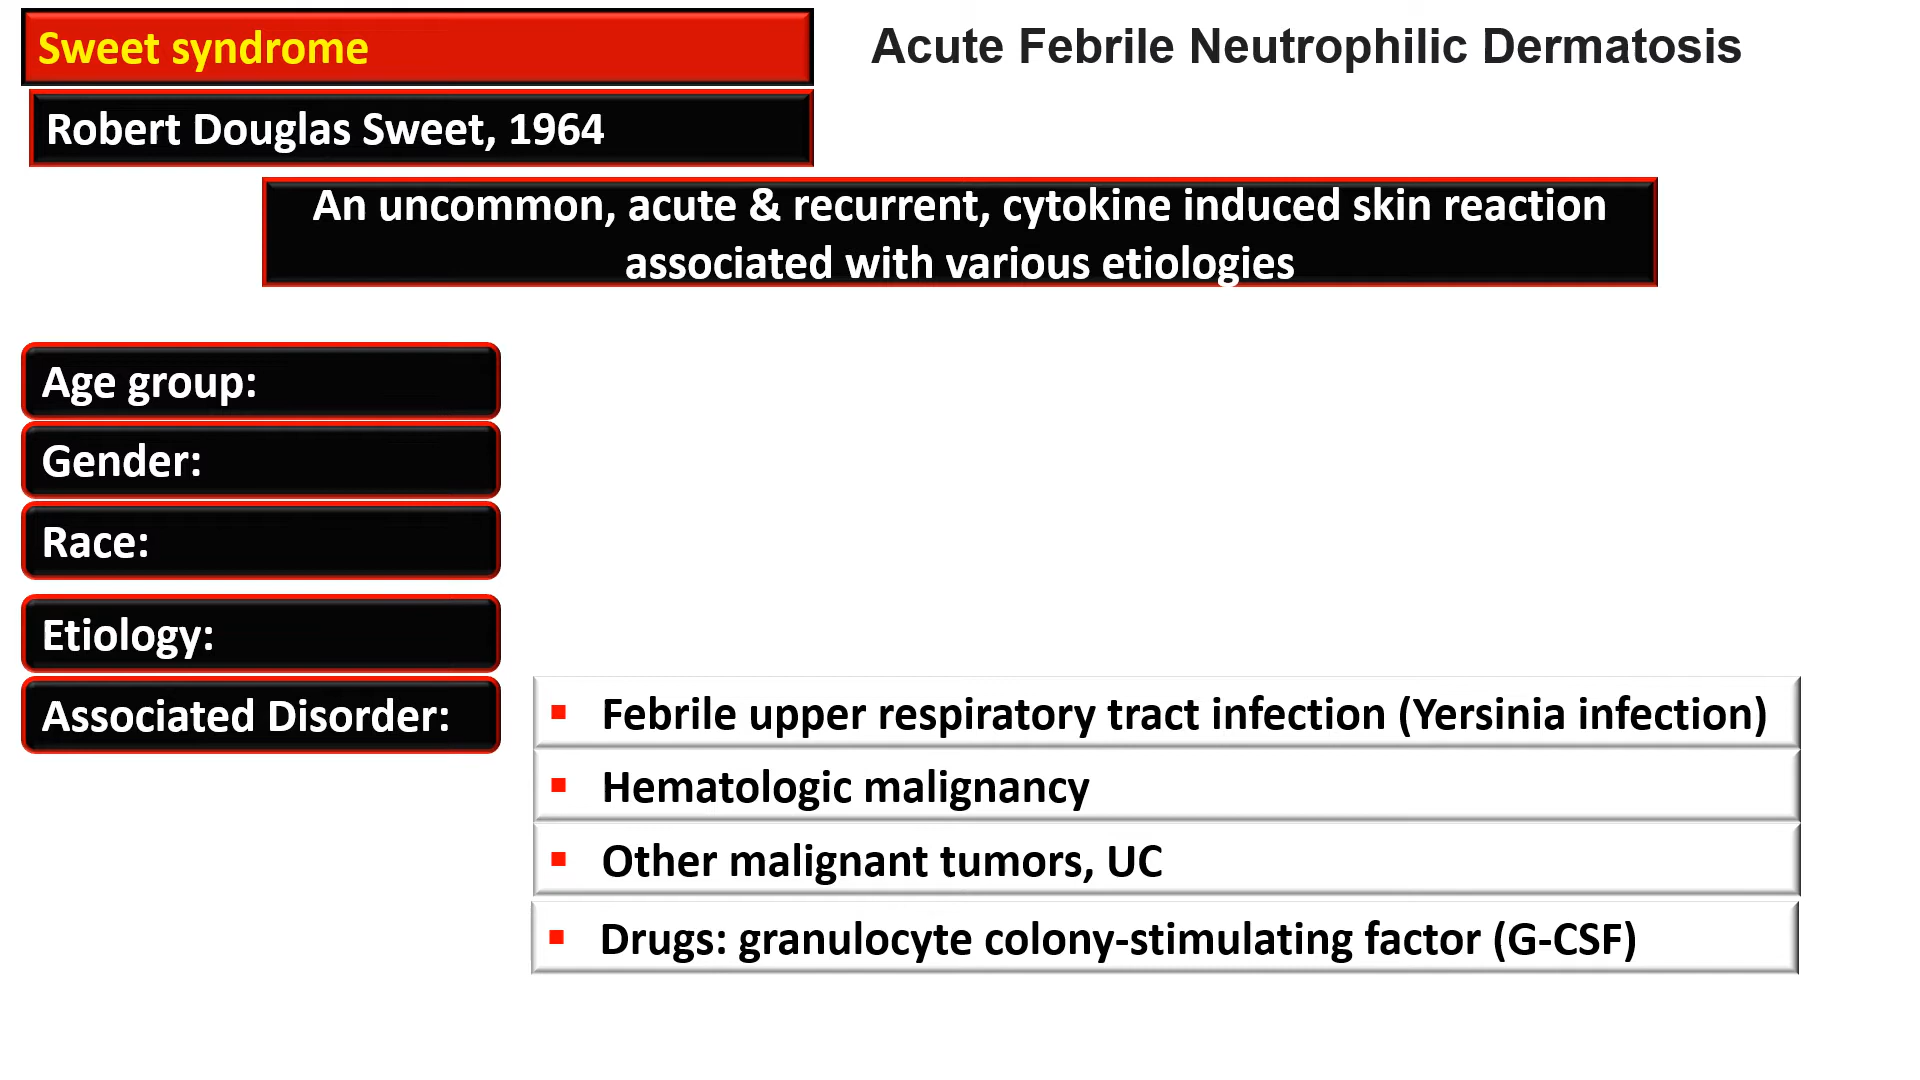 Sweet syndrome
Acute Febrile Neutrophilic Dermatosis
Robert Douglas Sweet, 1964
An uncommon, acute & recurrent, cytokine induced skin reaction
associated with various etiologies
Age group:
Gender:
Race:
Etiology:
Associated Disorder:
▪ Febrile upper respiratory tract infection (Yersinia infection)
▪ Hematologic malignancy
▪ Other malignant tumors, UC
▪ Drugs: granulocyte colony-stimulating factor (G-CSF)